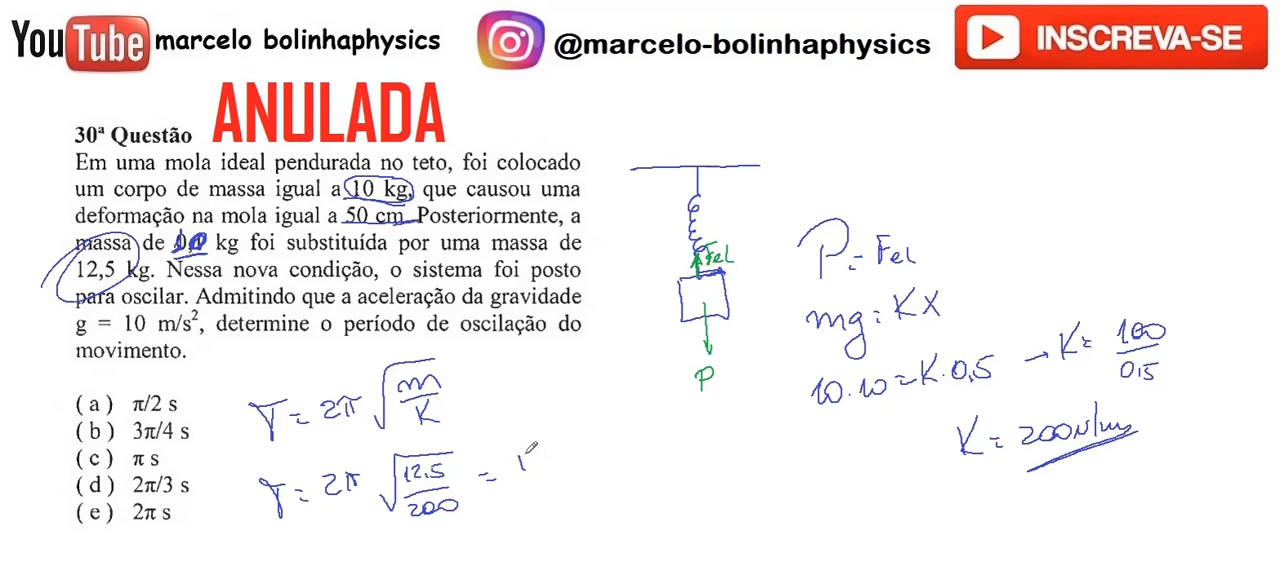 You Tube marcelo bolinhaphysics @marcelo-bolinhaphysics INSCREVA-SE
ANULADA
30ª Questão
Em uma mola ideal pendurada no teto, foi colocado
um corpo de massa igual a 10 kg, que causou uma
deformação na mola igual a 50 cm. Posteriormente, a
massa de 10 kg foi substituída por uma massa de
12,5 kg. Nessa nova condição, o sistema foi posto
para oscilar. Admitindo que a aceleração da gravidade
g = 10 m/s², determine o período de oscilação do
movimento.
(a) π/2 s
(b) 3π/4 s
(c) π s
(d) 2π/3 s
(e) 2π s
T = 2π √(m/K)
T = 2π √(12.5/200) =
Fel
P
P = Fel
mg = KX
10.10 = K.0,5 → K = 100/0,5
K = 200N/m